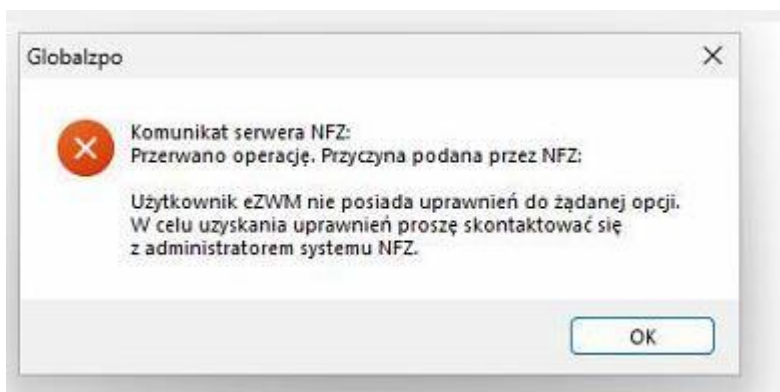 Globalzpo
Komunikat serwera NFZ:
Przerwano operację. Przyczyna podana przez NFZ:
Użytkownik eZWM nie posiada uprawnień do żądanej opcji.
W celu uzyskania uprawnień proszę skontaktować się
z administratorem systemu NFZ.
OK